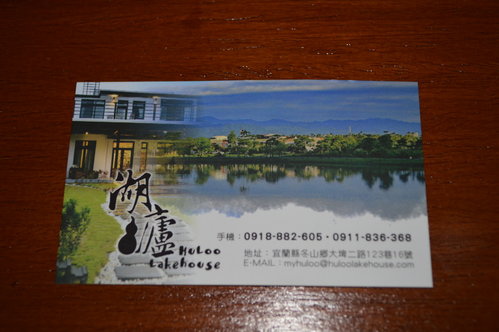 湖廬
HuLoo
Lakehouse
手機：0918-882-605・0911-836-368
地址：宜蘭縣冬山鄉大埤二路123巷16號
E-MAIL：myhuloo@huloolakehouse.com